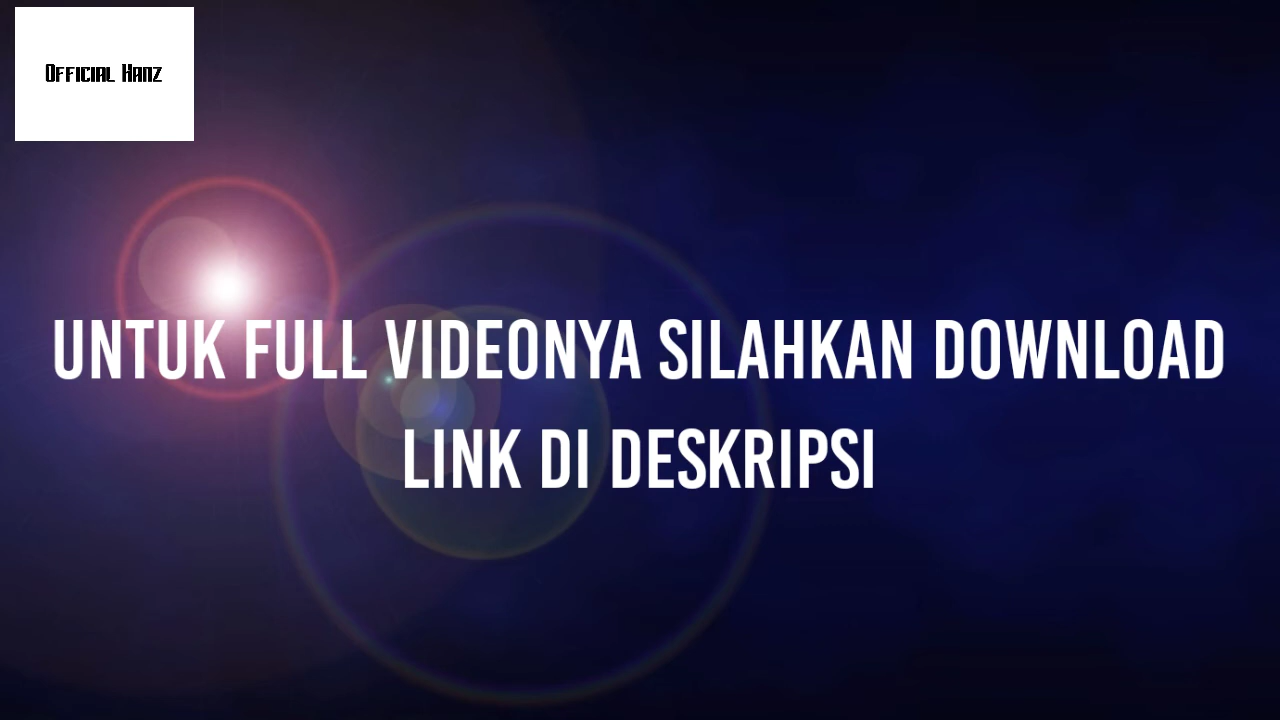 Official Hanz
UNTUK FULL VIDEONYA SILAHKAN DOWNLOAD
LINK DI DESKRIPSI